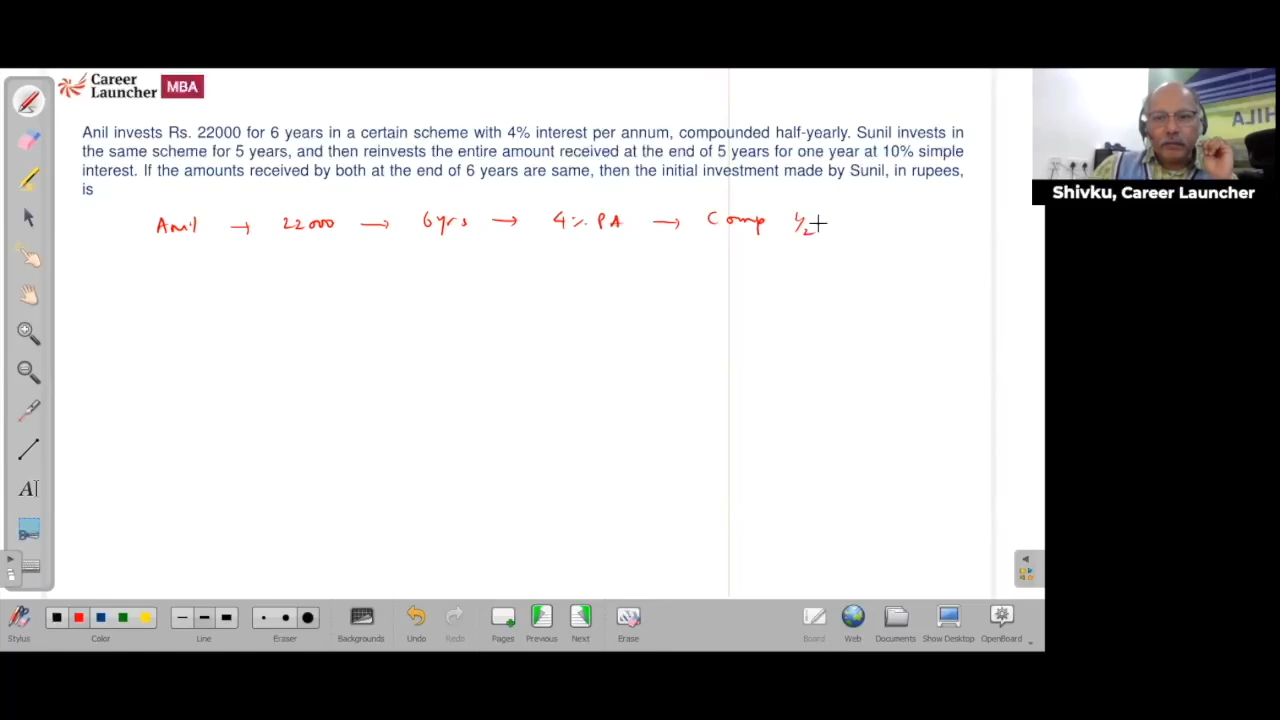 Career
Launcher MBA
Anil invests Rs. 22000 for 6 years in a certain scheme with 4% interest per annum, compounded half-yearly. Sunil invests in
the same scheme for 5 years, and then reinvests the entire amount received at the end of 5 years for one year at 10% simple
interest. If the amounts received by both at the end of 6 years are same, then the initial investment made by Sunil, in rupees,
is
Anil → 22000 → 6yrs → 4% PA → Comp 1/2
Shivku, Career Launcher
Stylus Color Line Eraser Backgrounds Undo Redo Pages Previous Next Erase Board Web Documents Show Desktop OpenBoard